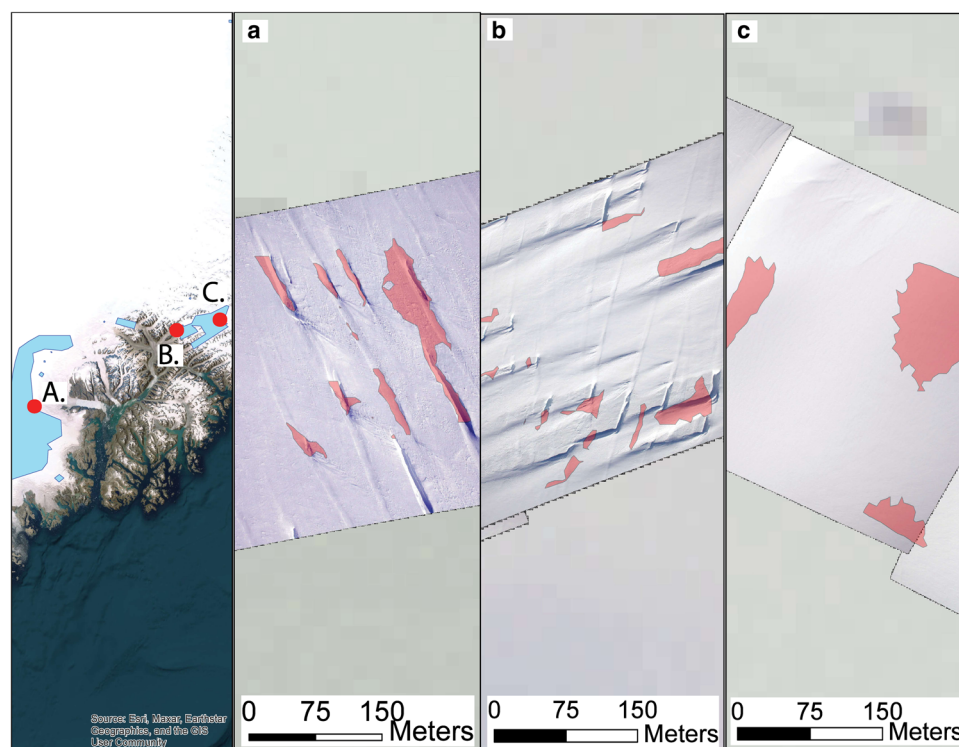 A.
B.
C.
Source: Esri, Maxar, Earthstar
Geographics, and the GIS
User Community
a
0 75 150
Meters
b
0 75 150
Meters
c
0 75 150
Meters